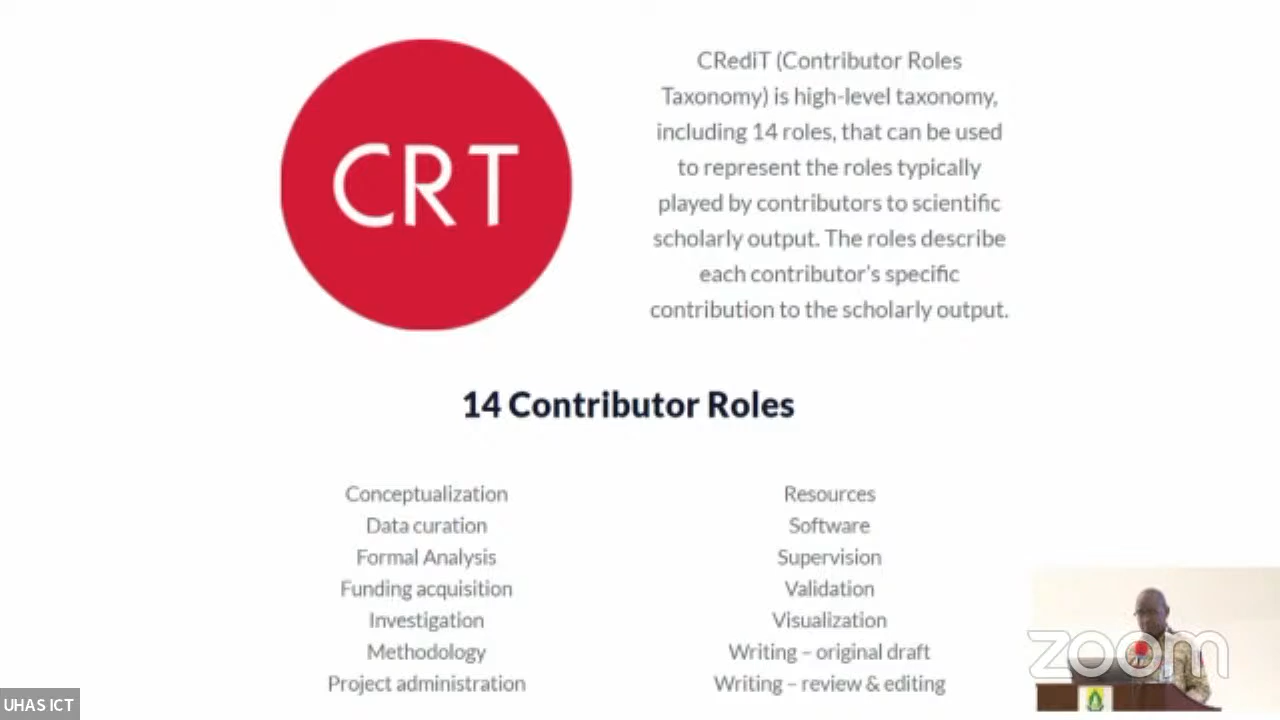 CRT
CRediT (Contributor Roles
Taxonomy) is high-level taxonomy,
including 14 roles, that can be used
to represent the roles typically
played by contributors to scientific
scholarly output. The roles describe
each contributor's specific
contribution to the scholarly output.
14 Contributor Roles
Conceptualization
Data curation
Formal Analysis
Funding acquisition
Investigation
Methodology
Project administration
Resources
Software
Supervision
Validation
Visualization
Writing – original draft
Writing – review & editing
zoom
UHAS ICT